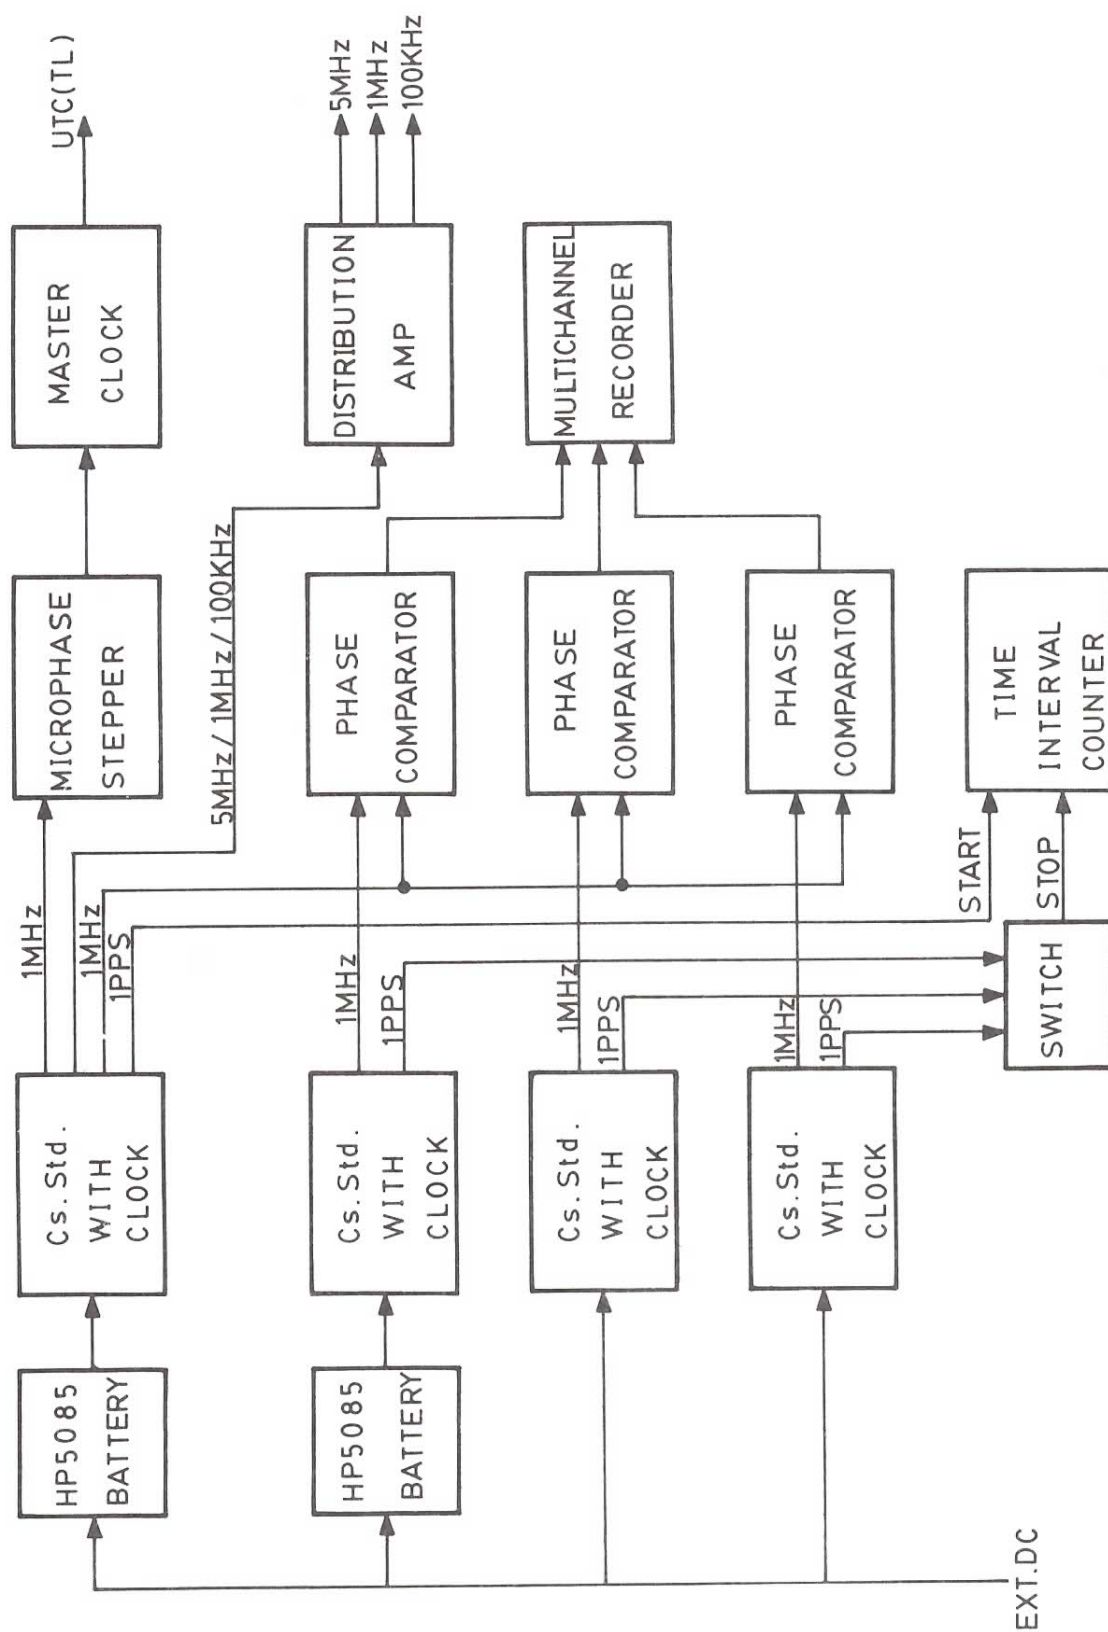 EXT.DC
HP5085
BATTERY
HP5085
BATTERY
Cs.Std.
WITH
CLOCK
Cs.Std.
WITH
CLOCK
Cs.Std.
WITH
CLOCK
Cs.Std.
WITH
CLOCK
1MHz
1MHz
1PPS
1MHz
1PPS
1MHz
1PPS
1MHz
1PPS
SWITCH
START
STOP
5MHz/1MHz/100KHz
MICROPHASE
STEPPER
PHASE
COMPARATOR
PHASE
COMPARATOR
PHASE
COMPARATOR
TIME
INTERVAL
COUNTER
MASTER
CLOCK
DISTRIBUTION
AMP
MULTICHANNEL
RECORDER
UTC(TL)
5MHz
1MHz
100KHz